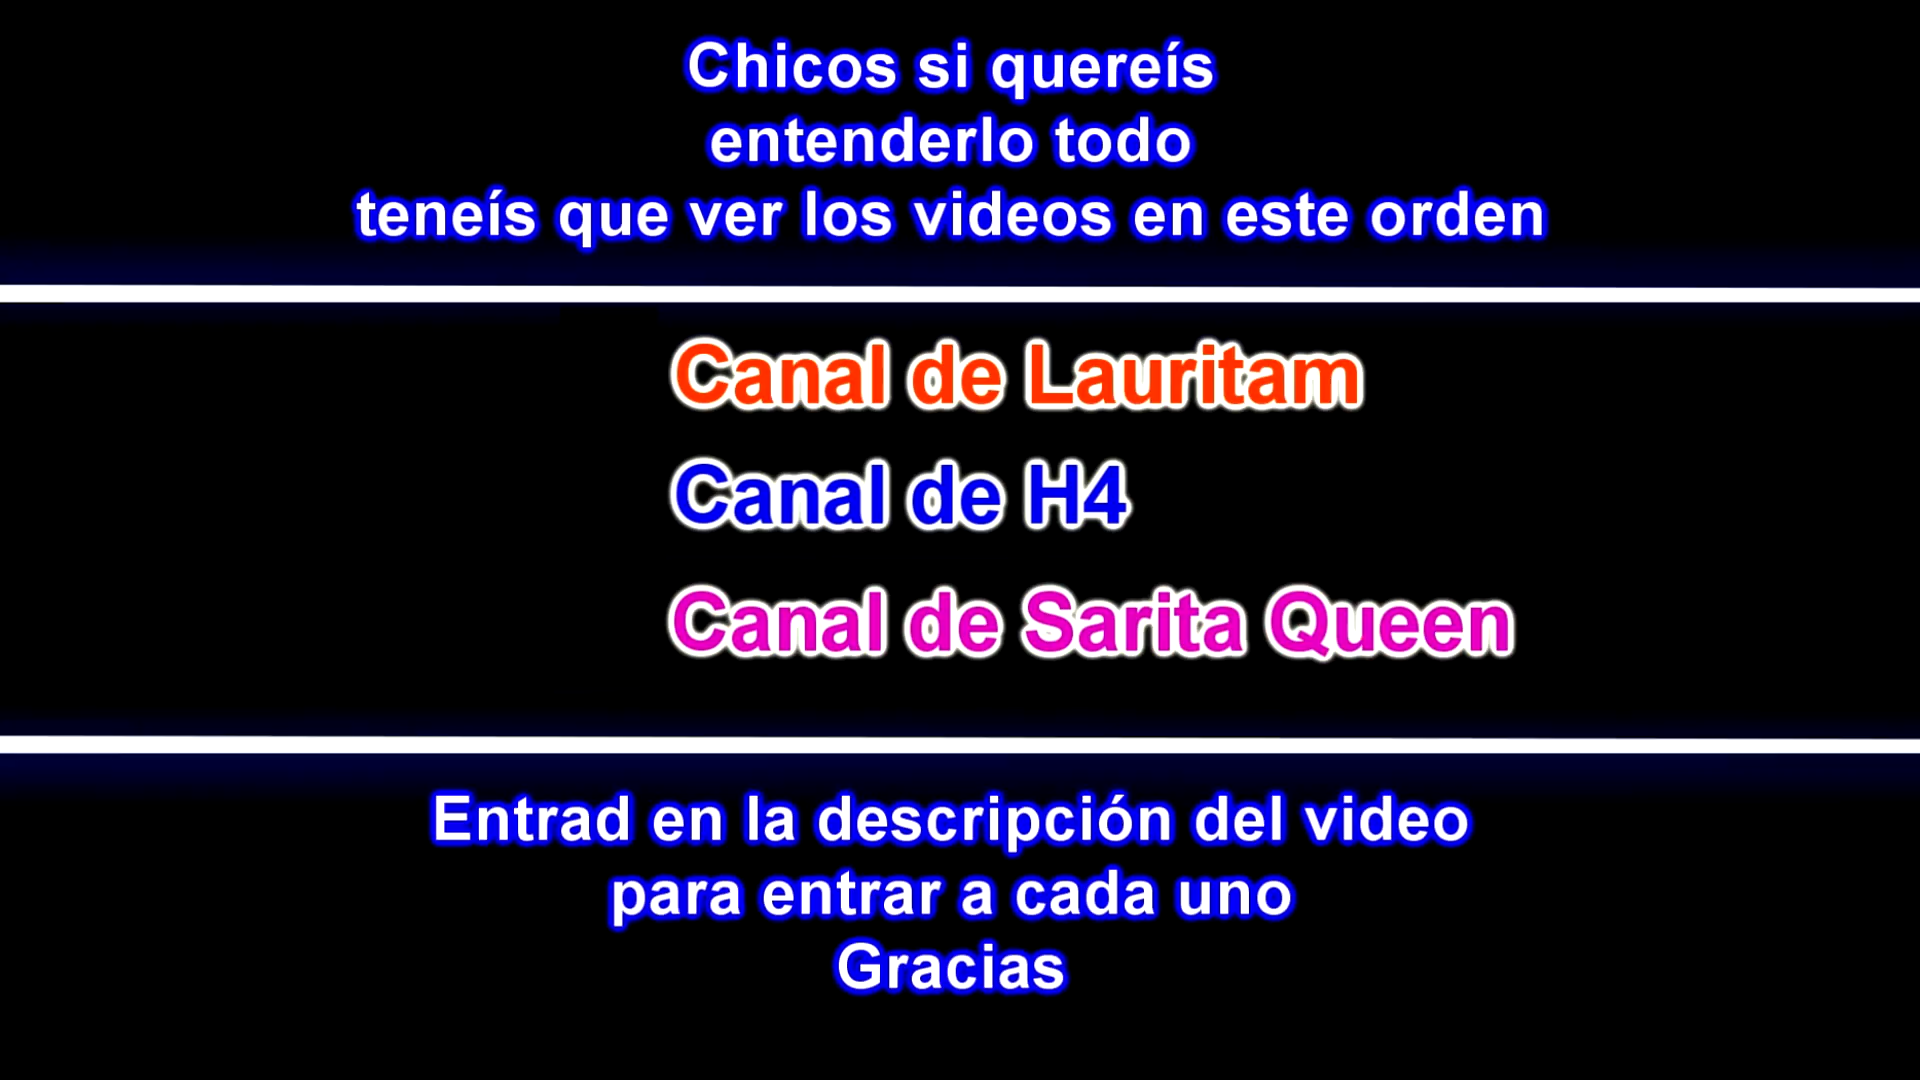 Chicos si quereís
entenderlo todo
teneís que ver los videos en este orden
Canal de Lauritam
Canal de H4
Canal de Sarita Queen
Entrad en la descripción del video
para entrar a cada uno
Gracias